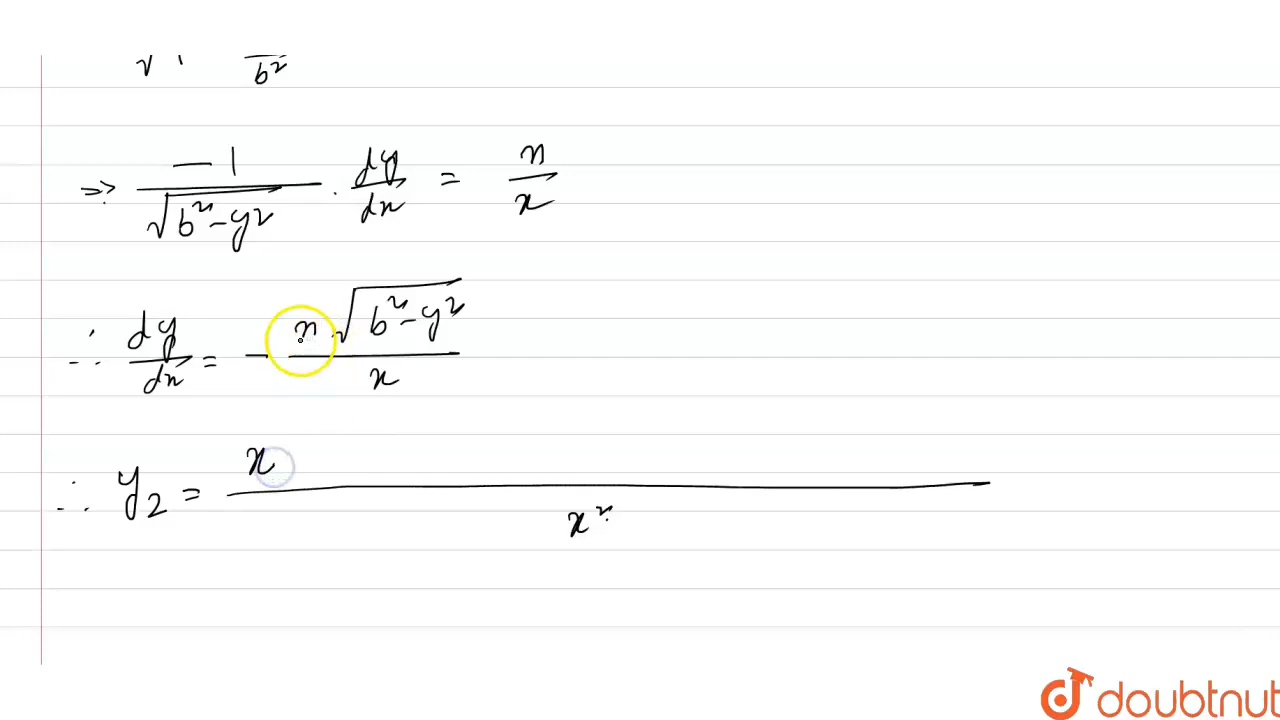 b²
⇒ -1/√(b²-y²) . dy/dx = n/x
∴ dy/dx = - n√(b²-y²)/x
∴ y₂ = x/x²
doubtnut